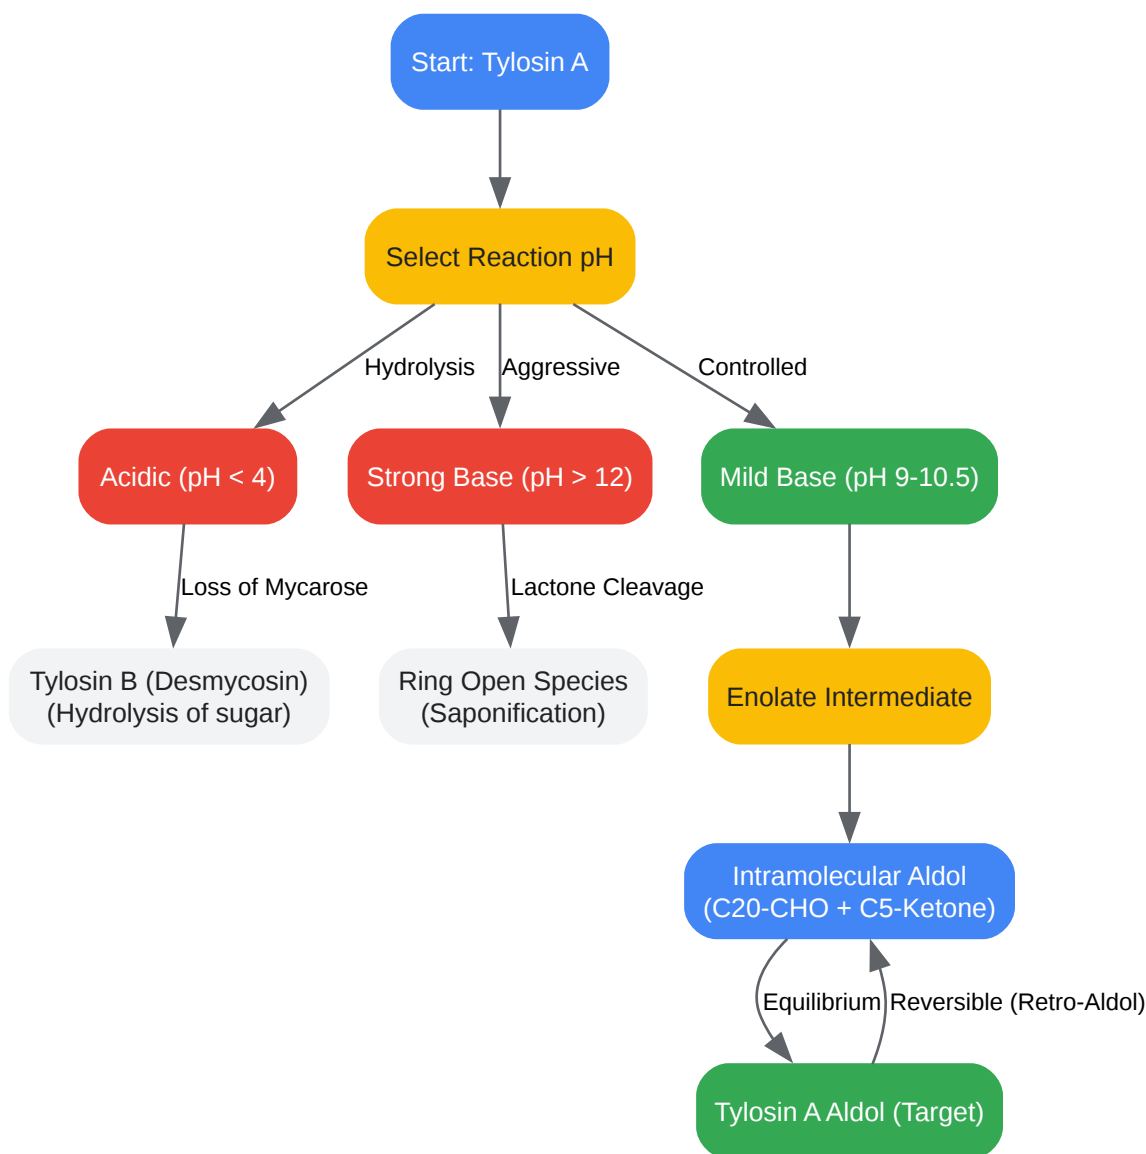 Start: Tylosin A
Select Reaction pH
Hydrolysis
Aggressive
Controlled
Acidic (pH < 4)
Strong Base (pH > 12)
Mild Base (pH 9-10.5)
Loss of Mycarose
Lactone Cleavage
Tylosin B (Desmycosin)
(Hydrolysis of sugar)
Ring Open Species
(Saponification)
Enolate Intermediate
Intramolecular Aldol
(C20-CHO + C5-Ketone)
Equilibrium
Reversible (Retro-Aldol)
Tylosin A Aldol (Target)